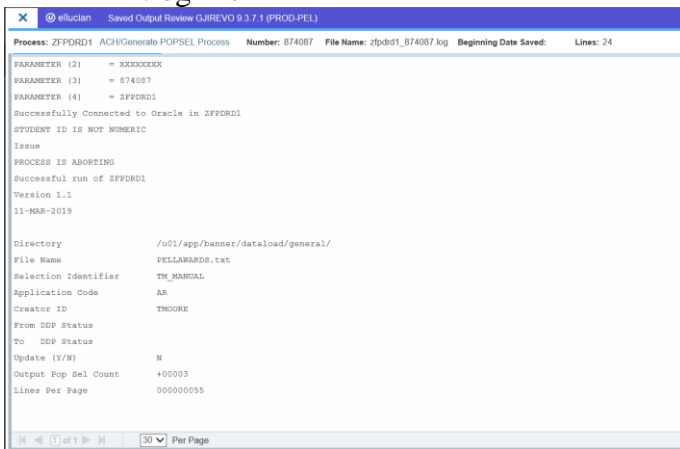 ellucian Saved Output Review GJIREVO 9.3.7.1 (PROD-PEL)
Process: ZFPDRD1 ACH/Generate POPSEL Process Number: 874087 File Name: zfpdrd1_874087.log Beginning Date Saved: Lines: 24
PARAMETER (2) = XXXXXXXX
PARAMETER (3) = 874087
PARAMETER (4) = ZFPDRD1
Successfully Connected to Oracle in ZFPDRD1
STUDENT ID IS NOT NUMERIC
Issue
PROCESS IS ABORTING
Successful run of ZFPDRD1
Version 1.1
11-MAR-2019
Directory /u01/app/banner/dataload/general/
File Name PELLAWARDS.txt
Selection Identifier TM_MANUAL
Application Code AR
Creator ID TMOORE
From DDP Status
To DDP Status
Update (Y/N) N
Output Pop Sel Count +00003
Lines Per Page 000000055
1 of 1 30 Per Page